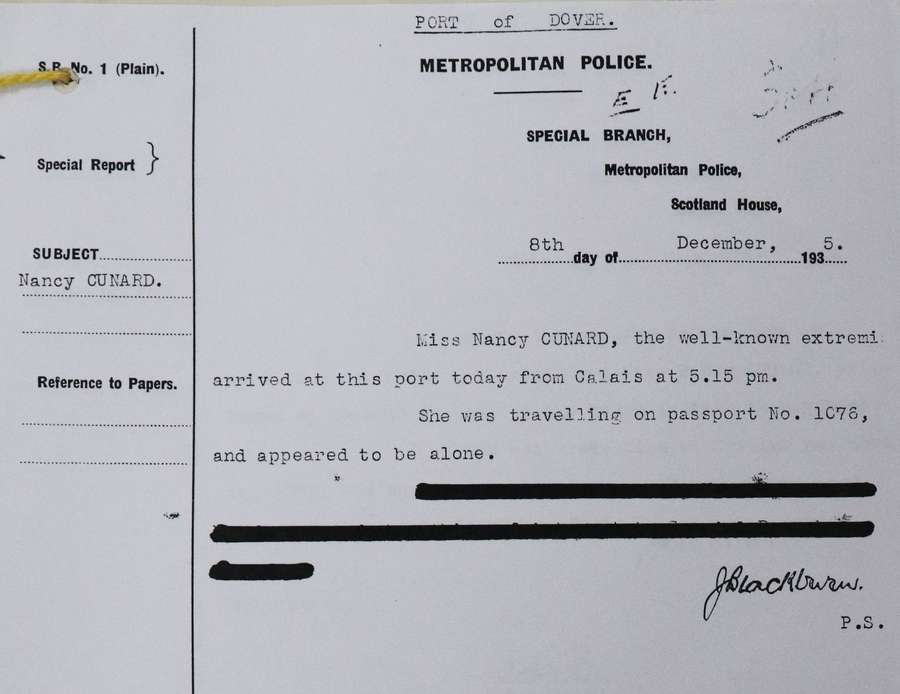 PORT of DOVER.
S.B. No. 1 (Plain).
METROPOLITAN POLICE.
E R.
SPECIAL BRANCH,
Special Report }
Metropolitan Police,
Scotland House,
8th day of December, 1935.
SUBJECT
Nancy CUNARD.
Reference to Papers.
Miss Nancy CUNARD, the well-known extremi
arrived at this port today from Calais at 5.15 pm.
She was travelling on passport No. 1076,
and appeared to be alone.
JBlackburn.
P.S.